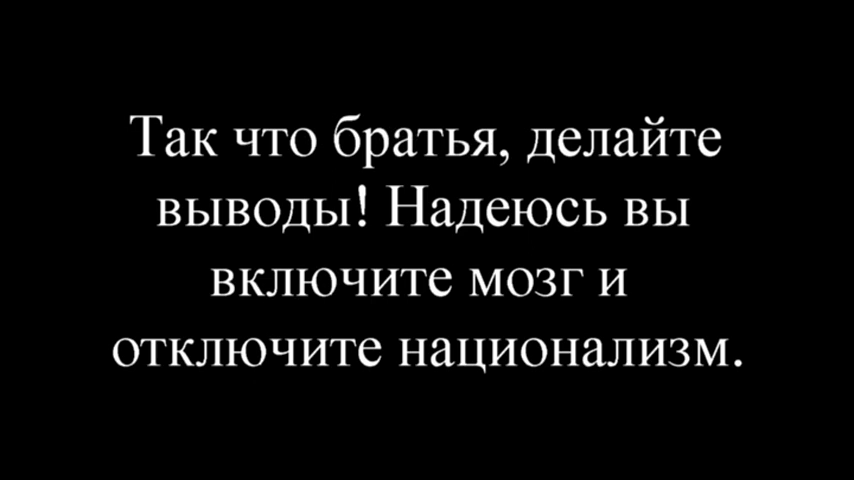 Так что братья, делайте
выводы! Надеюсь вы
включите мозг и
отключите национализм.